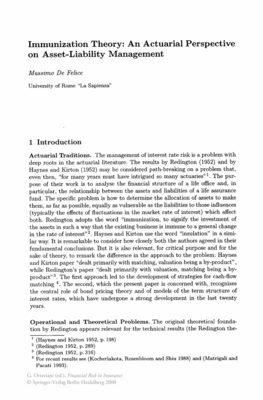 Immunization Theory: An Actuarial Perspective
on Asset-Liability Management
Massimo De Felice
University of Rome "La Sapienza"
1 Introduction
Actuarial Traditions. The management of interest rate risk is a problem with
deep roots in the actuarial literature. The results by Redington (1952) and by
Haynes and Kirton (1952) may be considered path-breaking on a problem that,
even then, "for many years must have intrigued so many actuaries"1. The pur-
pose of their work is to analyse the financial structure of a life office and, in
particular, the relationship between the assets and liabilities of a life assurance
fund. The specific problem is how to determine the allocation of assets to make
them, as far as possible, equally as vulnerable as the liabilities to those influences
(typically the effects of fluctuations in the market rate of interest) which affect
both. Redington adopts the word "immunization, to signify the investment of
the assets in such a way that the existing business is immune to a general change
in the rate of interest"2. Haynes and Kirton use the word "insulation" in a simi-
lar way. It is remarkable to consider how closely both the authors agreed in their
fundamental conclusions. But it is also relevant, for critical purpose and for the
sake of theory, to remark the difference in the approach to the problem: Haynes
and Kirton paper "dealt primarily with matching, valuation being a by-product",
while Redington's paper "dealt primarily with valuation, matching being a by-
product"3. The first approach led to the development of strategies for cash-flow
matching 4. The second, which the present paper is concerned with, recognizes
the central role of bond pricing theory and of models of the term structure of
interest rates, which have undergone a strong development in the last twenty
years.
Operational and Theoretical Problems. The original theoretical founda-
tion by Redington appears relevant for the technical results (the Redington the-
1 (Haynes and Kirton 1952, p. 198)
2 (Redington 1952, p. 289)
3 (Redington 1952, p. 316)
4 For recent results see (Kocherlakota, Rosenbloom and Shiu 1988) and (Matrigali and
Pacati 1993).
G. Ottaviani (ed.), Financial Risk in Insurance
© Springer-Verlag Berlin Heidelberg 2000